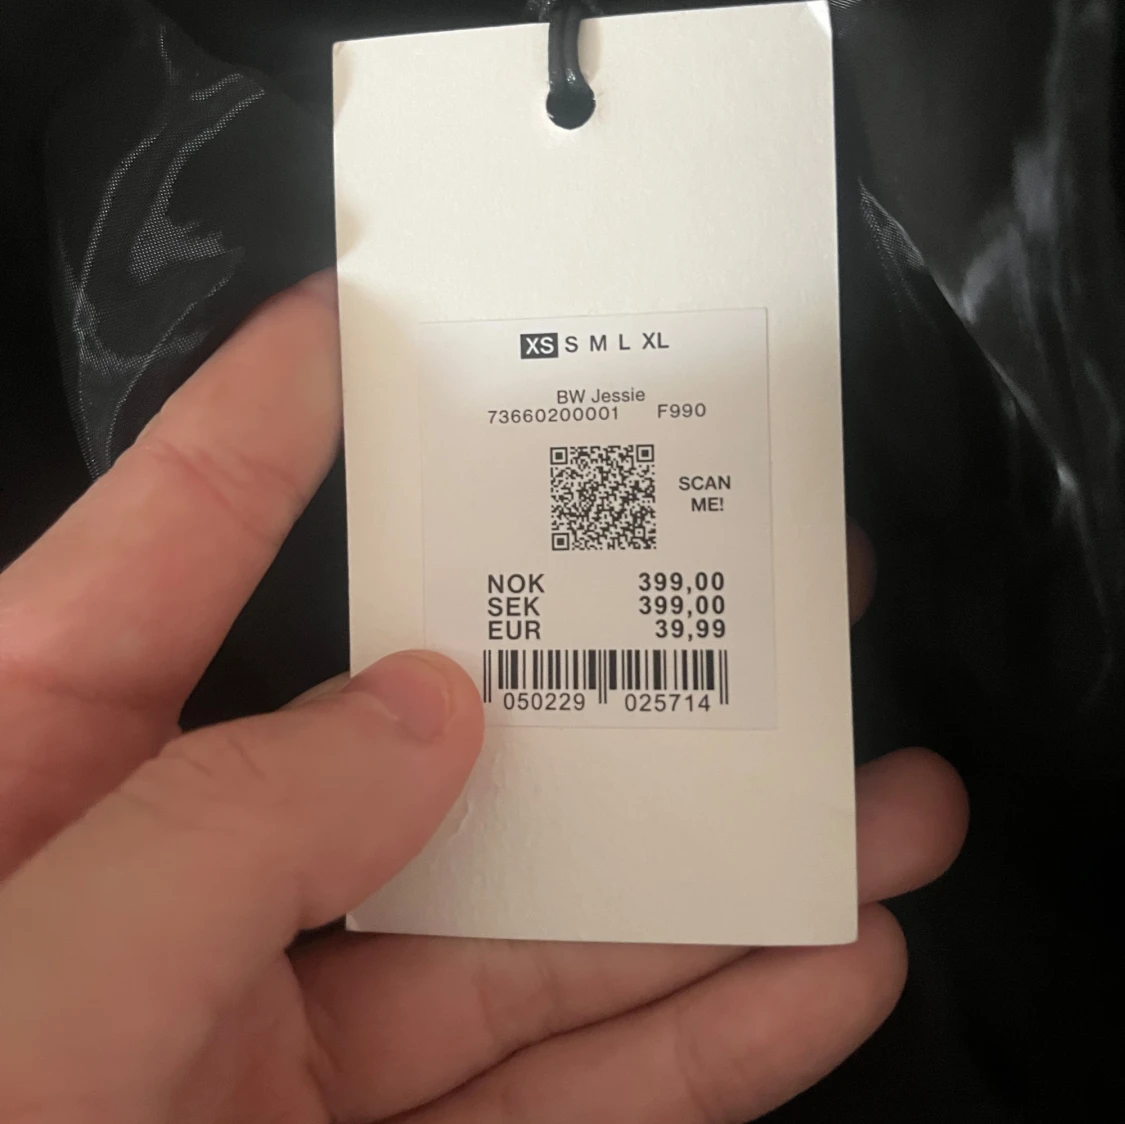 XS S M L XL
BW Jessie
73660200001 F990
SCAN
ME!
NOK 399,00
SEK 399,00
EUR 39,99
050229 025714